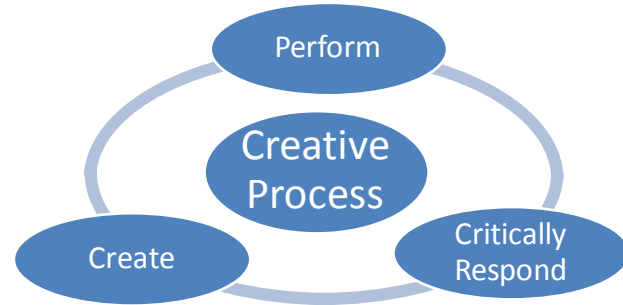 Perform
Creative
Process
Create
Critically
Respond